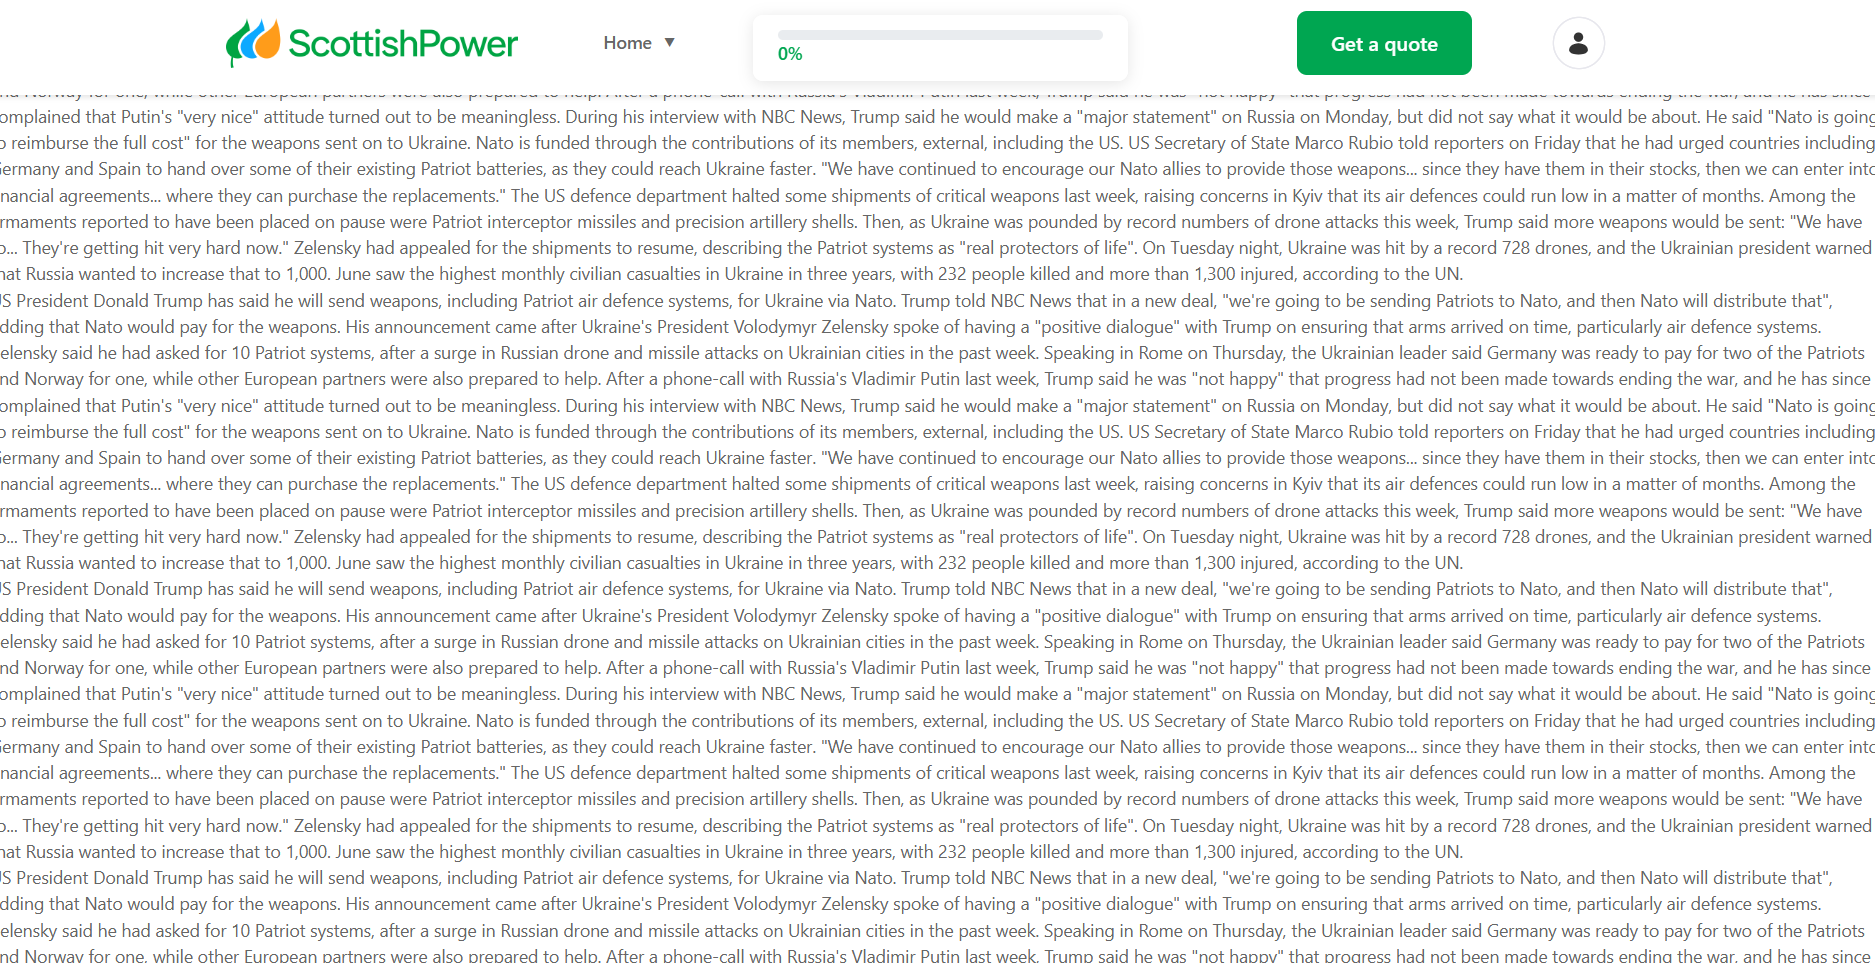 ScottishPower
Home
0%
Get a quote
and Norway for one, while other European partners were also prepared to help. After a phone-call with Russia's Vladimir Putin last week, Trump said he was "not happy" that progress had not been made towards ending the war, and he has since
omplained that Putin's "very nice" attitude turned out to be meaningless. During his interview with NBC News, Trump said he would make a "major statement" on Russia on Monday, but did not say what it would be about. He said "Nato is going
o reimburse the full cost" for the weapons sent on to Ukraine. Nato is funded through the contributions of its members, external, including the US. US Secretary of State Marco Rubio told reporters on Friday that he had urged countries including
Germany and Spain to hand over some of their existing Patriot batteries, as they could reach Ukraine faster. "We have continued to encourage our Nato allies to provide those weapons... since they have them in their stocks, then we can enter into
nancial agreements... where they can purchase the replacements." The US defence department halted some shipments of critical weapons last week, raising concerns in Kyiv that its air defences could run low in a matter of months. Among the
rmaments reported to have been placed on pause were Patriot interceptor missiles and precision artillery shells. Then, as Ukraine was pounded by record numbers of drone attacks this week, Trump said more weapons would be sent: "We have
o... They're getting hit very hard now." Zelensky had appealed for the shipments to resume, describing the Patriot systems as "real protectors of life". On Tuesday night, Ukraine was hit by a record 728 drones, and the Ukrainian president warned
hat Russia wanted to increase that to 1,000. June saw the highest monthly civilian casualties in Ukraine in three years, with 232 people killed and more than 1,300 injured, according to the UN.
US President Donald Trump has said he will send weapons, including Patriot air defence systems, for Ukraine via Nato. Trump told NBC News that in a new deal, "we're going to be sending Patriots to Nato, and then Nato will distribute that",
dding that Nato would pay for the weapons. His announcement came after Ukraine's President Volodymyr Zelensky spoke of having a "positive dialogue" with Trump on ensuring that arms arrived on time, particularly air defence systems.
elensky said he had asked for 10 Patriot systems, after a surge in Russian drone and missile attacks on Ukrainian cities in the past week. Speaking in Rome on Thursday, the Ukrainian leader said Germany was ready to pay for two of the Patriots
nd Norway for one, while other European partners were also prepared to help. After a phone-call with Russia's Vladimir Putin last week, Trump said he was "not happy" that progress had not been made towards ending the war, and he has since
omplained that Putin's "very nice" attitude turned out to be meaningless. During his interview with NBC News, Trump said he would make a "major statement" on Russia on Monday, but did not say what it would be about. He said "Nato is going
o reimburse the full cost" for the weapons sent on to Ukraine. Nato is funded through the contributions of its members, external, including the US. US Secretary of State Marco Rubio told reporters on Friday that he had urged countries including
Germany and Spain to hand over some of their existing Patriot batteries, as they could reach Ukraine faster. "We have continued to encourage our Nato allies to provide those weapons... since they have them in their stocks, then we can enter into
nancial agreements... where they can purchase the replacements." The US defence department halted some shipments of critical weapons last week, raising concerns in Kyiv that its air defences could run low in a matter of months. Among the
rmaments reported to have been placed on pause were Patriot interceptor missiles and precision artillery shells. Then, as Ukraine was pounded by record numbers of drone attacks this week, Trump said more weapons would be sent: "We have
o... They're getting hit very hard now." Zelensky had appealed for the shipments to resume, describing the Patriot systems as "real protectors of life". On Tuesday night, Ukraine was hit by a record 728 drones, and the Ukrainian president warned
hat Russia wanted to increase that to 1,000. June saw the highest monthly civilian casualties in Ukraine in three years, with 232 people killed and more than 1,300 injured, according to the UN.
US President Donald Trump has said he will send weapons, including Patriot air defence systems, for Ukraine via Nato. Trump told NBC News that in a new deal, "we're going to be sending Patriots to Nato, and then Nato will distribute that",
dding that Nato would pay for the weapons. His announcement came after Ukraine's President Volodymyr Zelensky spoke of having a "positive dialogue" with Trump on ensuring that arms arrived on time, particularly air defence systems.
elensky said he had asked for 10 Patriot systems, after a surge in Russian drone and missile attacks on Ukrainian cities in the past week. Speaking in Rome on Thursday, the Ukrainian leader said Germany was ready to pay for two of the Patriots
nd Norway for one, while other European partners were also prepared to help. After a phone-call with Russia's Vladimir Putin last week, Trump said he was "not happy" that progress had not been made towards ending the war, and he has since
omplained that Putin's "very nice" attitude turned out to be meaningless. During his interview with NBC News, Trump said he would make a "major statement" on Russia on Monday, but did not say what it would be about. He said "Nato is going
o reimburse the full cost" for the weapons sent on to Ukraine. Nato is funded through the contributions of its members, external, including the US. US Secretary of State Marco Rubio told reporters on Friday that he had urged countries including
Germany and Spain to hand over some of their existing Patriot batteries, as they could reach Ukraine faster. "We have continued to encourage our Nato allies to provide those weapons... since they have them in their stocks, then we can enter into
nancial agreements... where they can purchase the replacements." The US defence department halted some shipments of critical weapons last week, raising concerns in Kyiv that its air defences could run low in a matter of months. Among the
rmaments reported to have been placed on pause were Patriot interceptor missiles and precision artillery shells. Then, as Ukraine was pounded by record numbers of drone attacks this week, Trump said more weapons would be sent: "We have
o... They're getting hit very hard now." Zelensky had appealed for the shipments to resume, describing the Patriot systems as "real protectors of life". On Tuesday night, Ukraine was hit by a record 728 drones, and the Ukrainian president warned
hat Russia wanted to increase that to 1,000. June saw the highest monthly civilian casualties in Ukraine in three years, with 232 people killed and more than 1,300 injured, according to the UN.
US President Donald Trump has said he will send weapons, including Patriot air defence systems, for Ukraine via Nato. Trump told NBC News that in a new deal, "we're going to be sending Patriots to Nato, and then Nato will distribute that",
dding that Nato would pay for the weapons. His announcement came after Ukraine's President Volodymyr Zelensky spoke of having a "positive dialogue" with Trump on ensuring that arms arrived on time, particularly air defence systems.
elensky said he had asked for 10 Patriot systems, after a surge in Russian drone and missile attacks on Ukrainian cities in the past week. Speaking in Rome on Thursday, the Ukrainian leader said Germany was ready to pay for two of the Patriots
nd Norway for one, while other European partners were also prepared to help. After a phone-call with Russia's Vladimir Putin last week, Trump said he was "not happy" that progress had not been made towards ending the war, and he has since